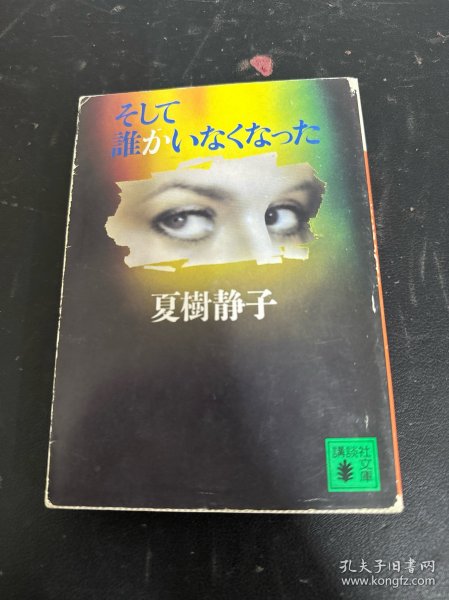 そして
誰かいなくなった
夏樹静子
講談社
文庫
孔夫子旧书网
www.kongfz.com